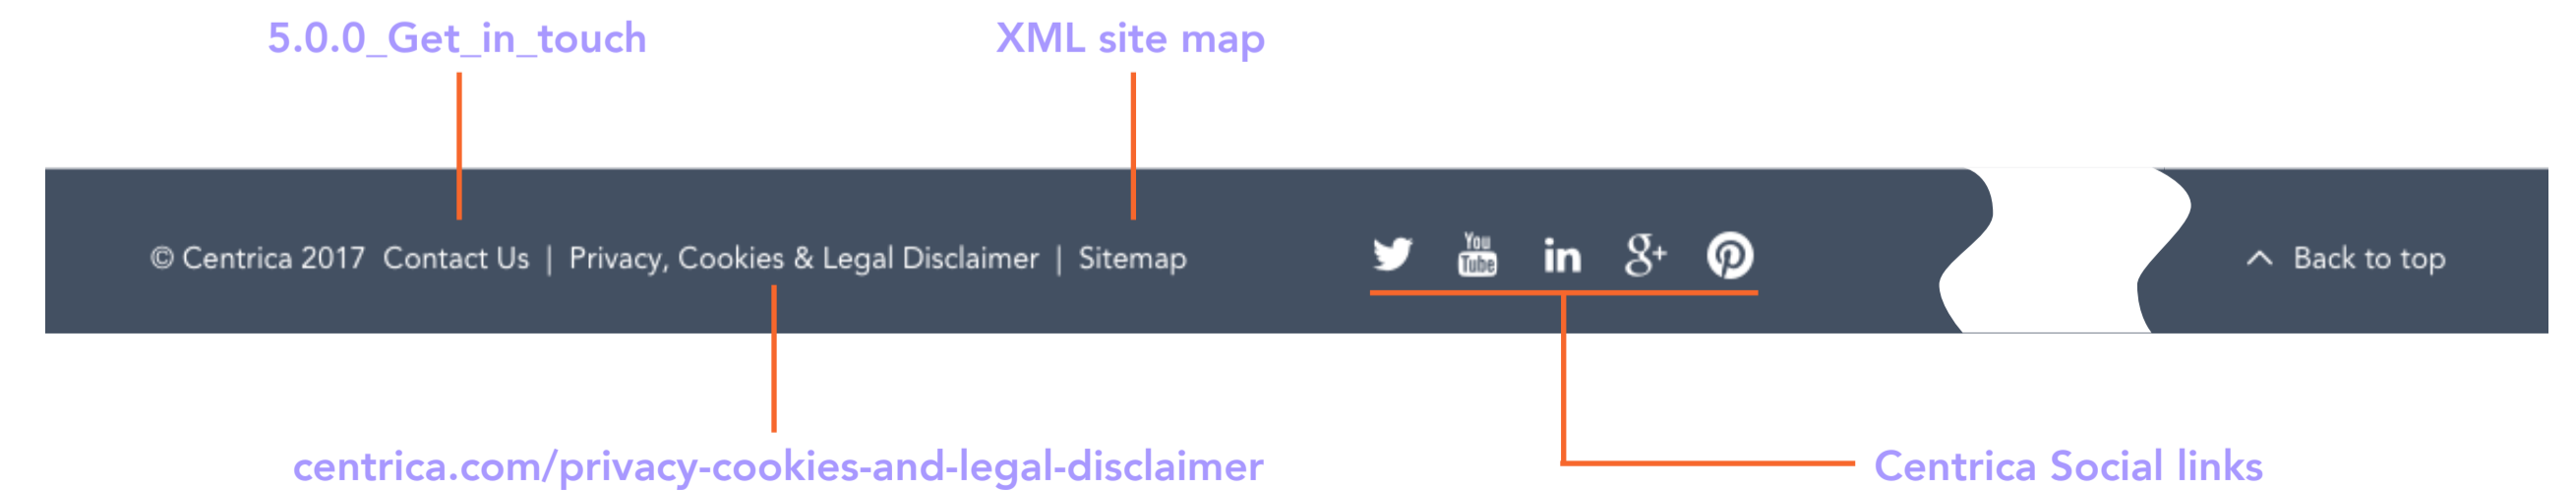 5.0.0_Get_in_touch
XML site map
© Centrica 2017 Contact Us | Privacy, Cookies & Legal Disclaimer | Sitemap
You
Tube
in
g+
Back to top
centrica.com/privacy-cookies-and-legal-disclaimer
Centrica Social links